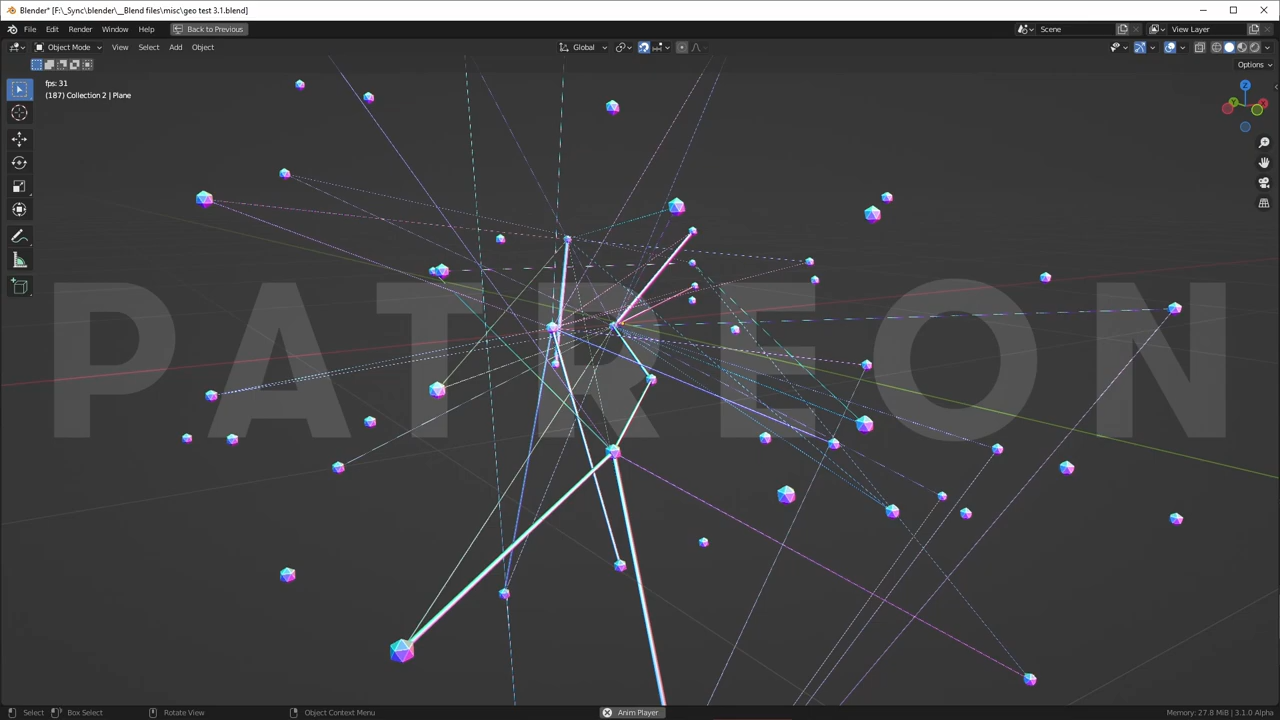 Blender* [F:\_Sync\blender\__Blend files\misc\geo test 3.1.blend]
File Edit Render Window Help Back to Previous Scene View Layer
Object Mode View Select Add Object Global
Options
fps: 31
(187) Collection 2 | Plane
Z
Y
X
PATREON
Select Box Select Rotate View Object Context Menu Anim Player Memory: 27.8 MiB | 3.1.0 Alpha